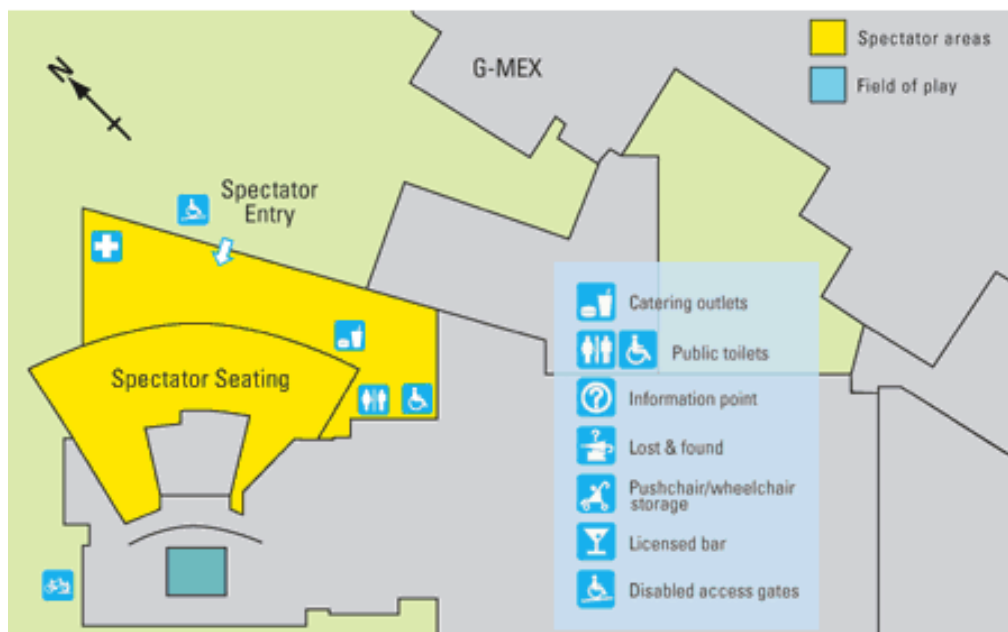 G-MEX
Spectator areas
Field of play
N
Spectator
Entry
Spectator Seating
Catering outlets
Public toilets
? Information point
? Lost & found
Pushchair/wheelchair
storage
Licensed bar
Disabled access gates